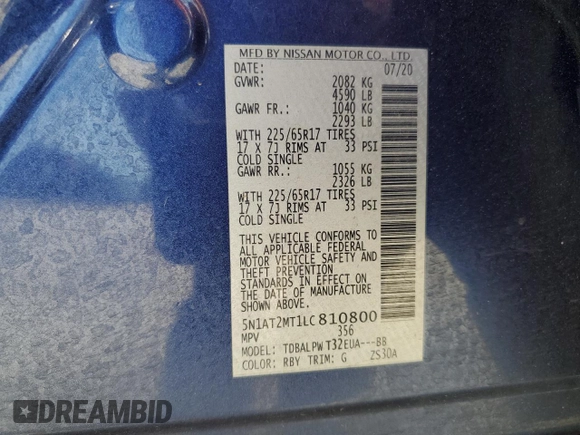 MFD BY NISSAN MOTOR CO., LTD.
DATE: 07/20
GVWR: 2082 KG
4590 LB
GAWR FR.: 1040 KG
2293 LB
WITH 225/65R17 TIRES
17 X 7J RIMS AT 33 PSI
COLD SINGLE
GAWR RR.: 1055 KG
2326 LB
WITH 225/65R17 TIRES
17 X 7J RIMS AT 33 PSI
COLD SINGLE
THIS VEHICLE CONFORMS TO
ALL APPLICABLE FEDERAL
MOTOR VEHICLE SAFETY AND
THEFT PREVENTION
STANDARDS IN EFFECT ON
THE DATE OF MANUFACTURE
SHOWN ABOVE.
5N1AT2MT1LC810800
MPV 356
MODEL: TDBALPWT32EUA---BB
COLOR: RBY TRIM: G ZS30A
DREAMBID